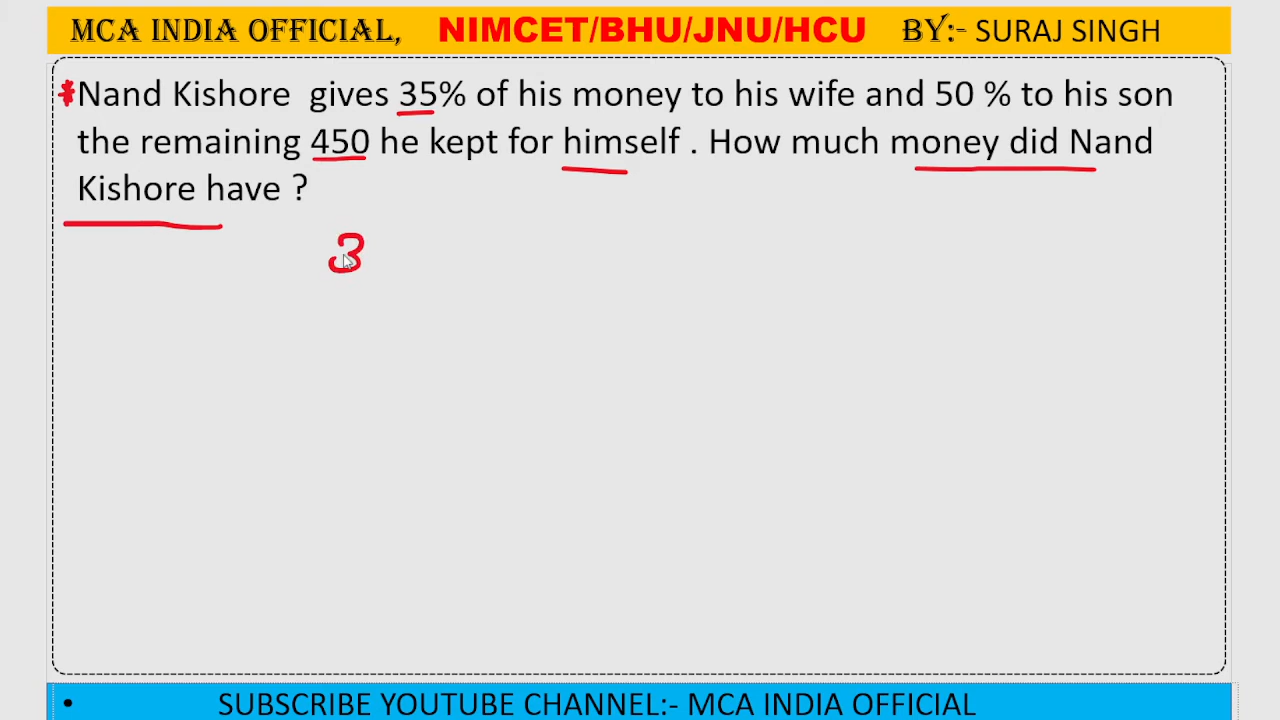 MCA INDIA OFFICIAL, NIMCET/BHU/JNU/HCU BY:- SURAJ SINGH
*Nand Kishore gives 35% of his money to his wife and 50 % to his son
the remaining 450 he kept for himself . How much money did Nand
Kishore have ?
3
• SUBSCRIBE YOUTUBE CHANNEL:- MCA INDIA OFFICIAL